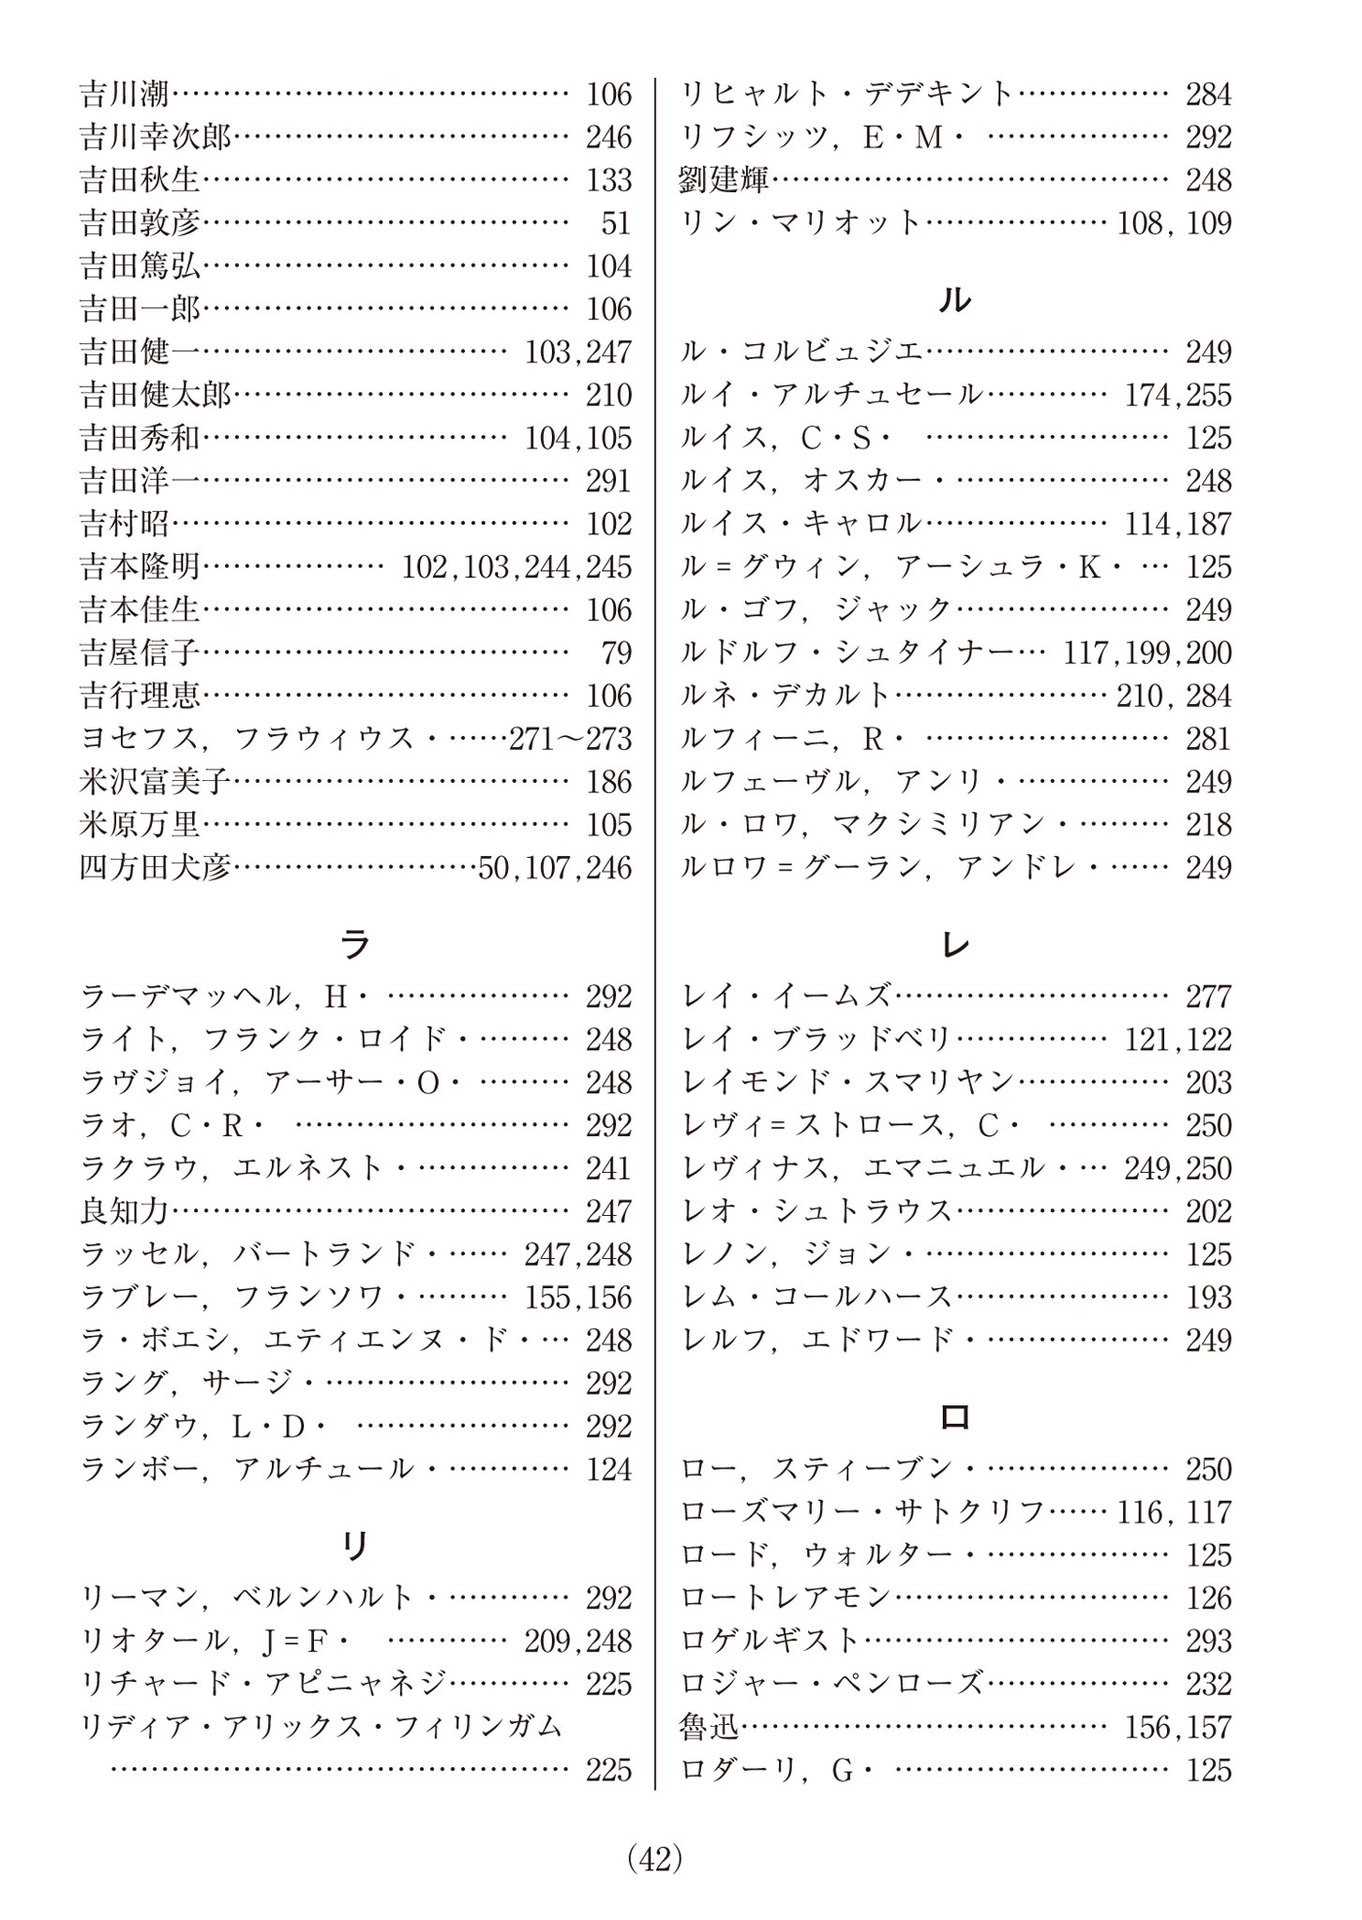 吉川潮…………………………………… 106
吉川幸次郎……………………………… 246
吉田秋生………………………………… 133
吉田敦彦………………………………… 51
吉田篤弘………………………………… 104
吉田一郎………………………………… 106
吉田健一…………………………… 103,247
吉田健太郎……………………………… 210
吉田秀和…………………………… 104,105
吉田洋一………………………………… 291
吉村昭…………………………………… 102
吉本隆明……………… 102,103,244,245
吉本佳生………………………………… 106
吉屋信子………………………………… 79
吉行理恵………………………………… 106
ヨセフス，フラウィウス・……271～273
米沢富美子……………………………… 186
米原万里………………………………… 105
四方田犬彦……………………50,107,246
ラ
ラーデマッヘル，H・ ……………… 292
ライト，フランク・ロイド・……… 248
ラヴジョイ，アーサー・O・ ……… 248
ラオ，C・R・ ……………………… 292
ラクラウ，エルネスト・…………… 241
良知力…………………………………… 247
ラッセル，バートランド・…… 247,248
ラブレー，フランソワ・……… 155,156
ラ・ボエシ，エティエンヌ・ド・… 248
ラング，サージ・…………………… 292
ランダウ，L・D・ ………………… 292
ランボー，アルチュール・………… 124
リ
リーマン，ベルンハルト・………… 292
リオタール，J=F・ ………… 209,248
リチャード・アピニャネジ………… 225
リディア・アリックス・フィリンガム
……………………………………… 225
リヒャルト・デデキント…………… 284
リフシッツ，E・M・ ……………… 292
劉建輝………………………………… 248
リン・マリオット……………… 108, 109
ル
ル・コルビュジエ…………………… 249
ルイ・アルチュセール………… 174,255
ルイス，C・S・ …………………… 125
ルイス，オスカー・………………… 248
ルイス・キャロル……………… 114,187
ル=グウィン，アーシュラ・K・ … 125
ル・ゴフ，ジャック………………… 249
ルドルフ・シュタイナー… 117,199,200
ルネ・デカルト………………… 210, 284
ルフィーニ，R・ …………………… 281
ルフェーヴル，アンリ・…………… 249
ル・ロワ，マクシミリアン・……… 218
ルロワ=グーラン，アンドレ・…… 249
レ
レイ・イームズ……………………… 277
レイ・ブラッドベリ…………… 121,122
レイモンド・スマリヤン…………… 203
レヴィ=ストロース，C・ ………… 250
レヴィナス，エマニュエル・… 249,250
レオ・シュトラウス………………… 202
レノン，ジョン・…………………… 125
レム・コールハース………………… 193
レルフ，エドワード・……………… 249
ロ
ロー，スティーブン・……………… 250
ローズマリー・サトクリフ…… 116, 117
ロード，ウォルター・……………… 125
ロートレアモン……………………… 126
ロゲルギスト………………………… 293
ロジャー・ペンローズ……………… 232
魯迅……………………………… 156,157
ロダーリ，G・ ……………………… 125
(42)